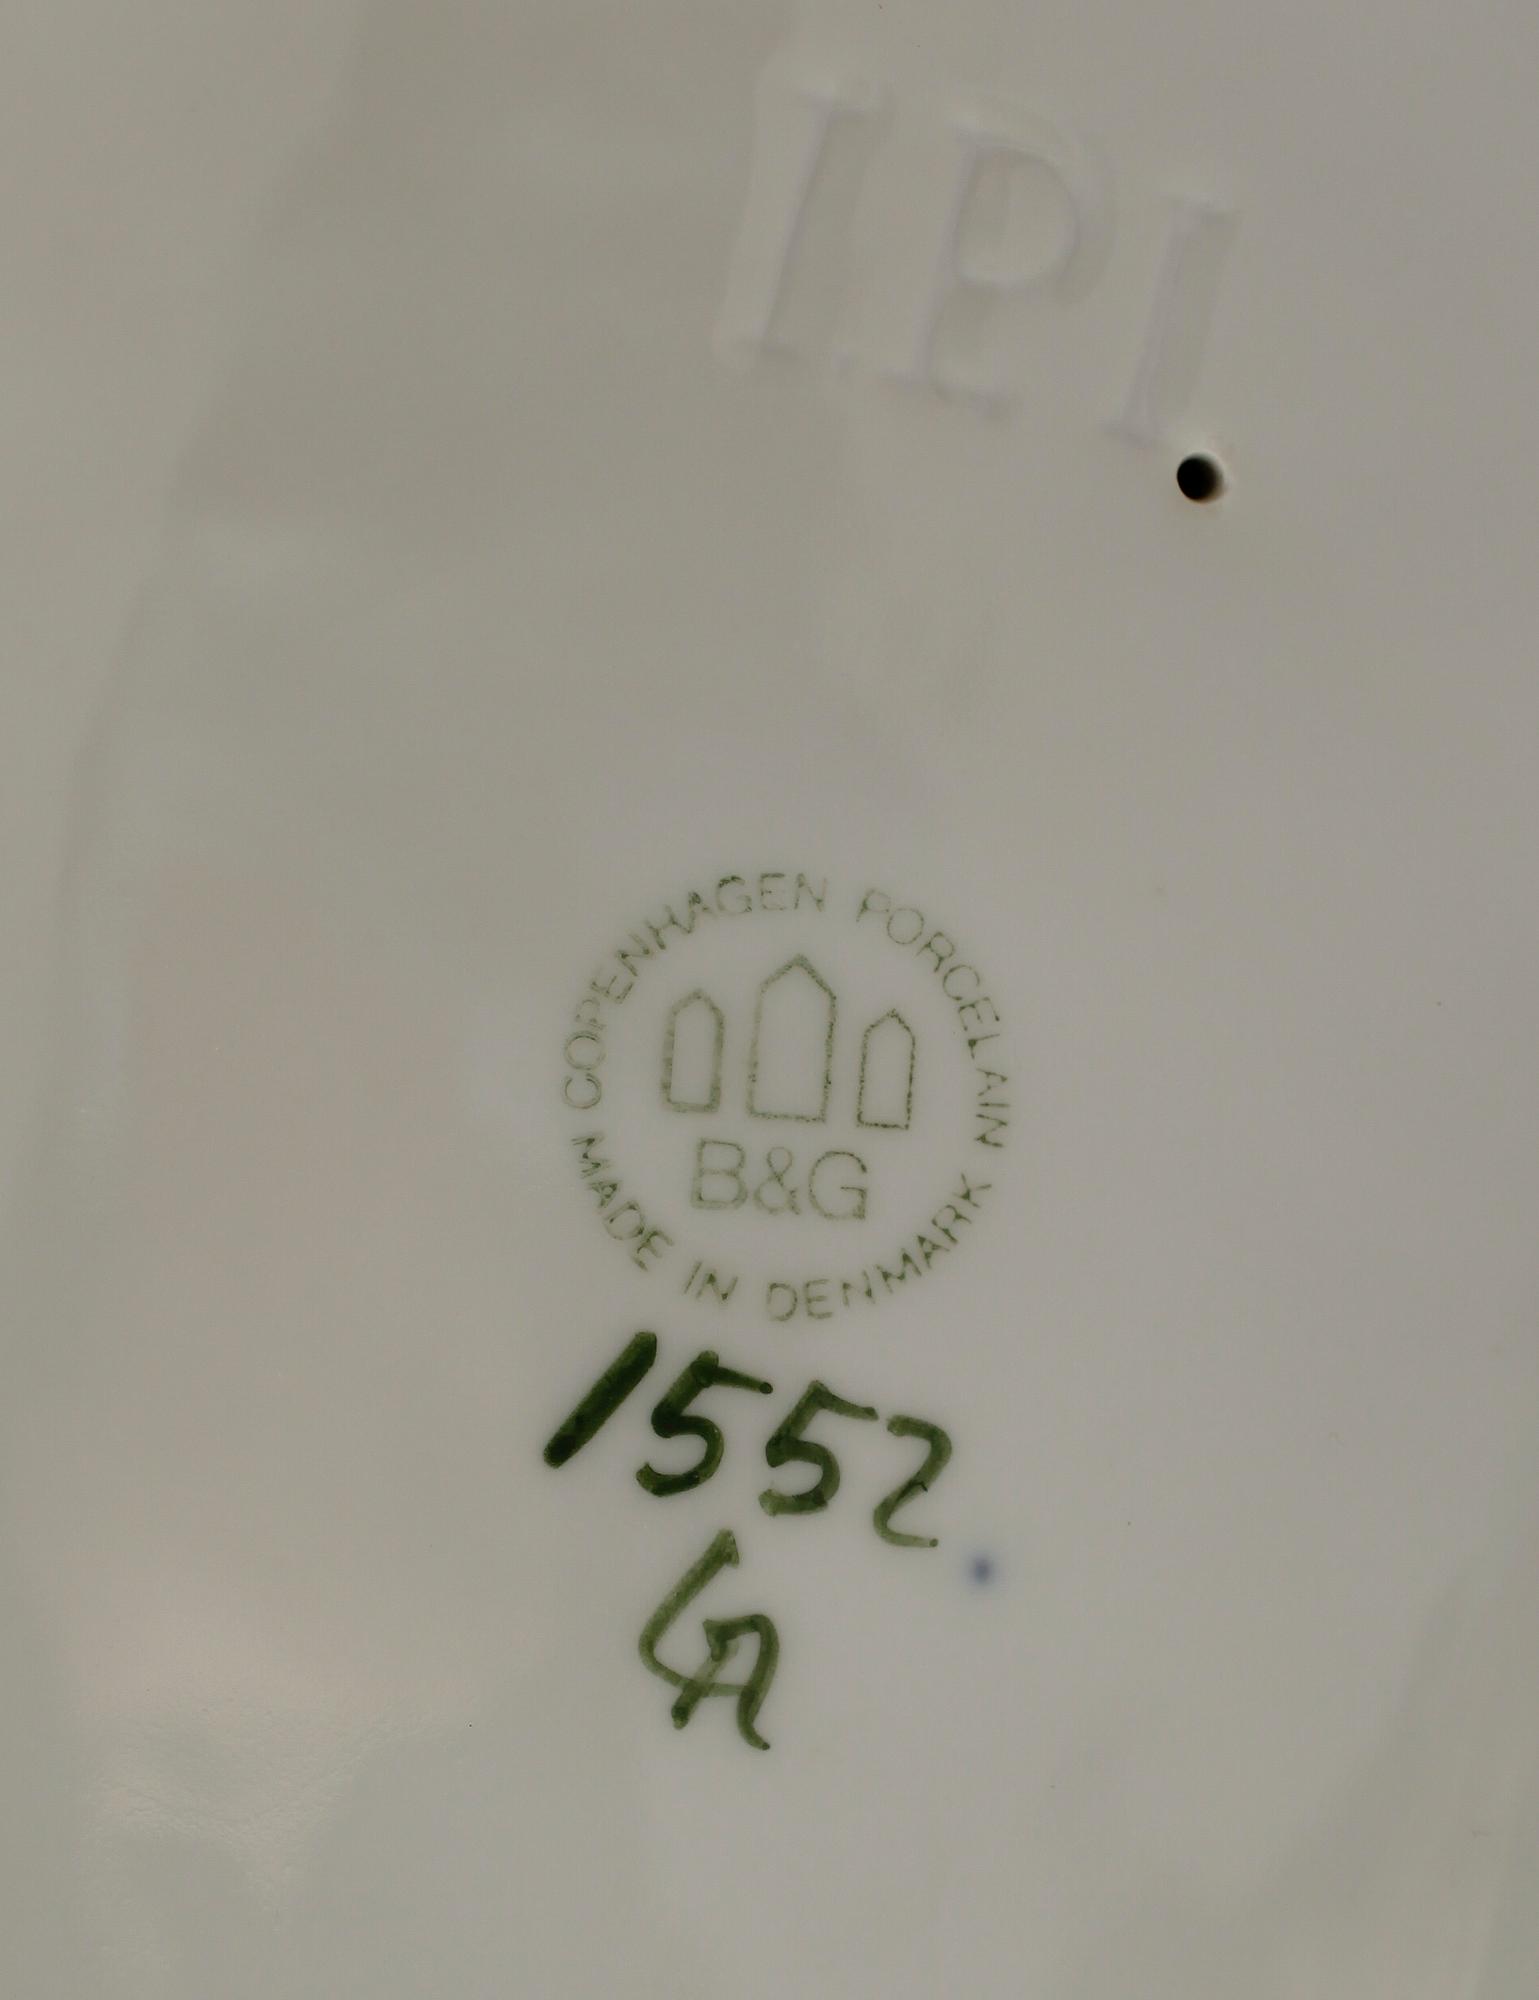 IPI
COPENHAGEN PORCELAIN
B&G
MADE IN DENMARK
1552